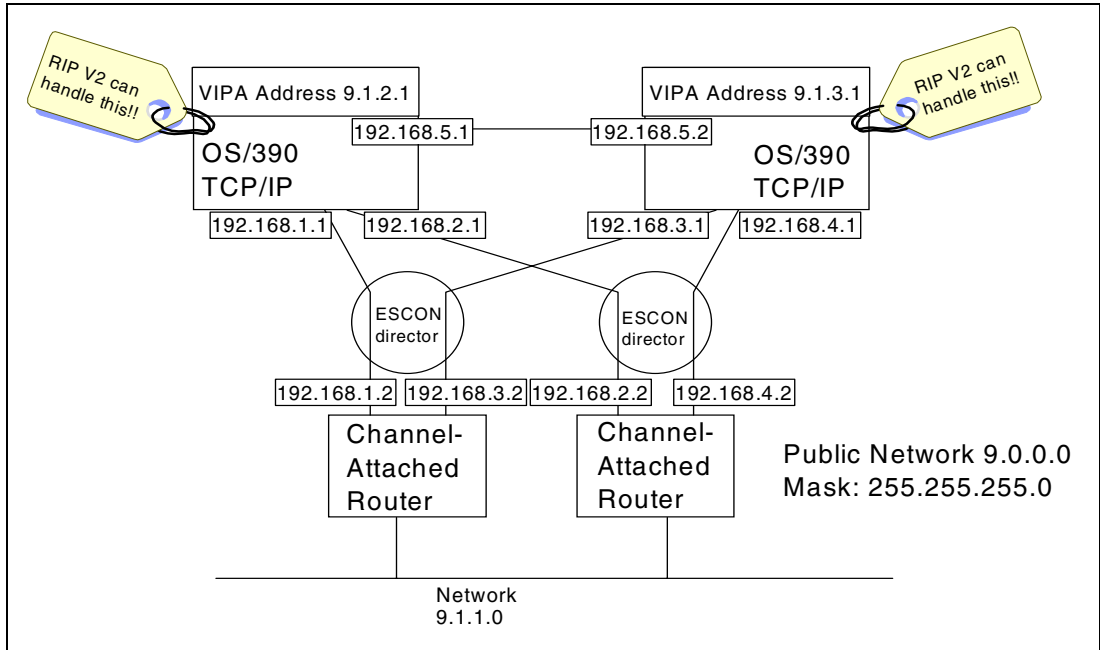 RIP V2 can
handle this!!
VIPA Address 9.1.2.1
VIPA Address 9.1.3.1
RIP V2 can
handle this!!
192.168.5.1
192.168.5.2
OS/390
TCP/IP
OS/390
TCP/IP
192.168.1.1
192.168.2.1
192.168.3.1
192.168.4.1
ESCON
director
ESCON
director
192.168.1.2
192.168.3.2
192.168.2.2
192.168.4.2
Channel-
Attached
Router
Channel-
Attached
Router
Public Network 9.0.0.0
Mask: 255.255.255.0
Network
9.1.1.0